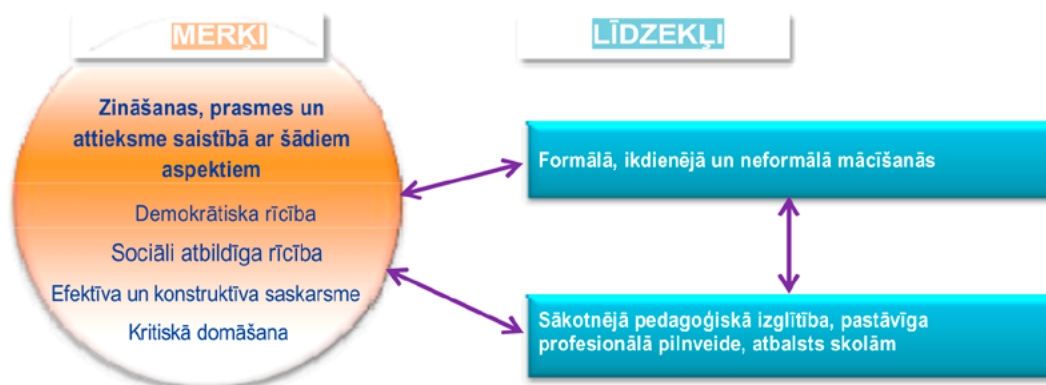 MĒRĶI
Zināšanas, prasmes un
attieksme saistībā ar šādiem
aspektiem
Demokrātiska rīcība
Sociāli atbildīga rīcība
Efektīva un konstruktīva saskarsme
Kritiskā domāšana
LĪDZEKĻI
Formālā, ikdienējā un neformālā mācīšanās
Sākotnējā pedagoģiskā izglītība, pastāvīga
profesionālā pilnveide, atbalsts skolām